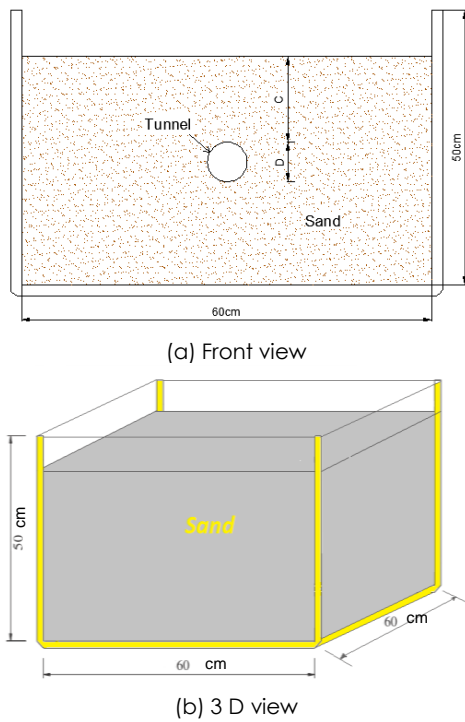 C
Tunnel
D
50cm
Sand
60cm
(a) Front view
50 cm
Sand
60 cm
60 cm
(b) 3 D view